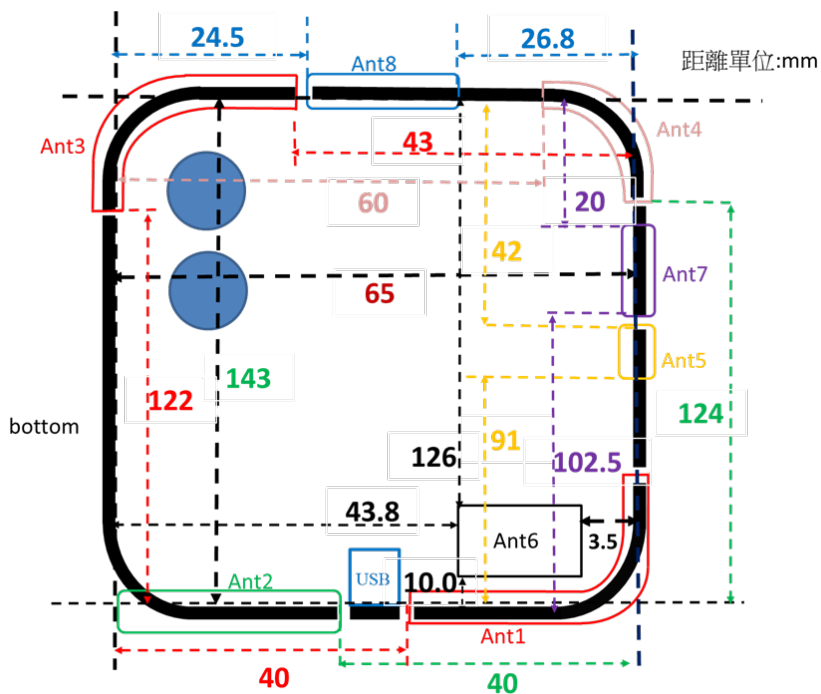 24.5
26.8
Ant8
距離單位:mm
Ant3
43
Ant4
60
20
42
65
Ant7
143
Ant5
122
124
bottom
91
126
102.5
43.8
Ant6
3.5
USB
10.0
Ant2
Ant1
40
40